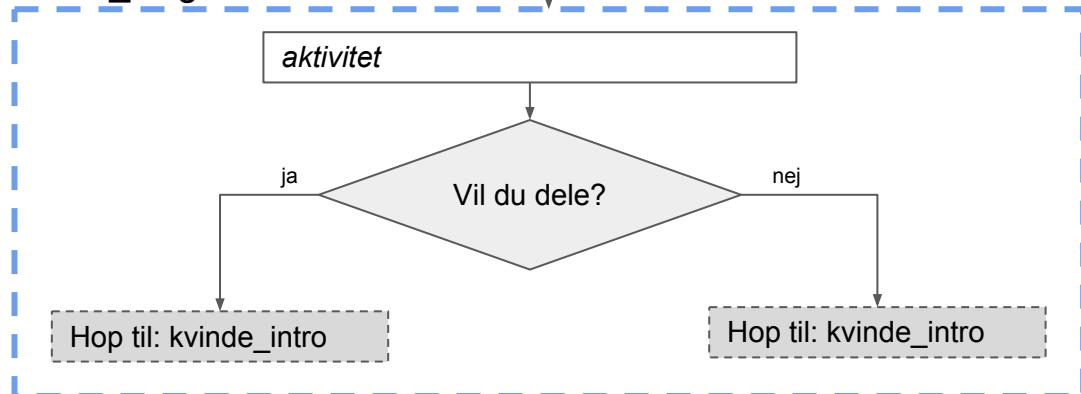 aktivitet
Vil du dele?
ja
nej
Hop til: kvinde_intro
Hop til: kvinde_intro